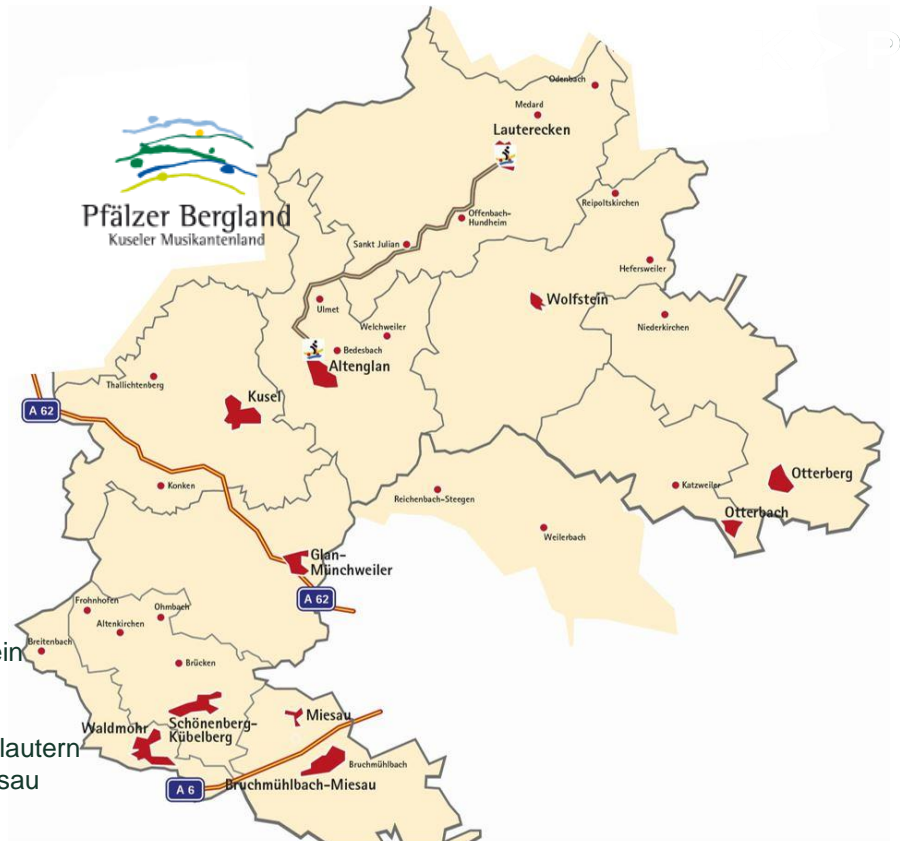 P
Odenbach
Medard
Lauterecken
Pfälzer Bergland
Kuseler Musikantenland
Reipoltskirchen
Offenbach-
Hundheim
Sankt Julian
Hefersweiler
Wolfstein
Ulmet
Niederkirchen
Welchweiler
Bedesbach
Altenglan
Thallichtenberg
Kusel
A 62
Otterberg
Konken
Katzweiler
Reichenbach-Steegen
Otterbach
Weilerbach
Glan-
Münchweiler
A 62
Frohnhofen
Ohmbach
Altenkirchen
Breitenbach
ein
Brücken
Miesau
Schönenberg-
Kübelberg
Waldmohr
lautern
Bruchmühlbach
sau
Bruchmühlbach-Miesau
A 6